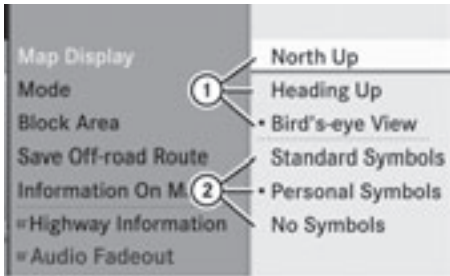 Map Display
Mode
Block Area
Save Off-road Route
Information On M
Highway Information
Audio Fadeout
1
2
North Up
Heading Up
• Bird's-eye View
Standard Symbols
• Personal Symbols
No Symbols